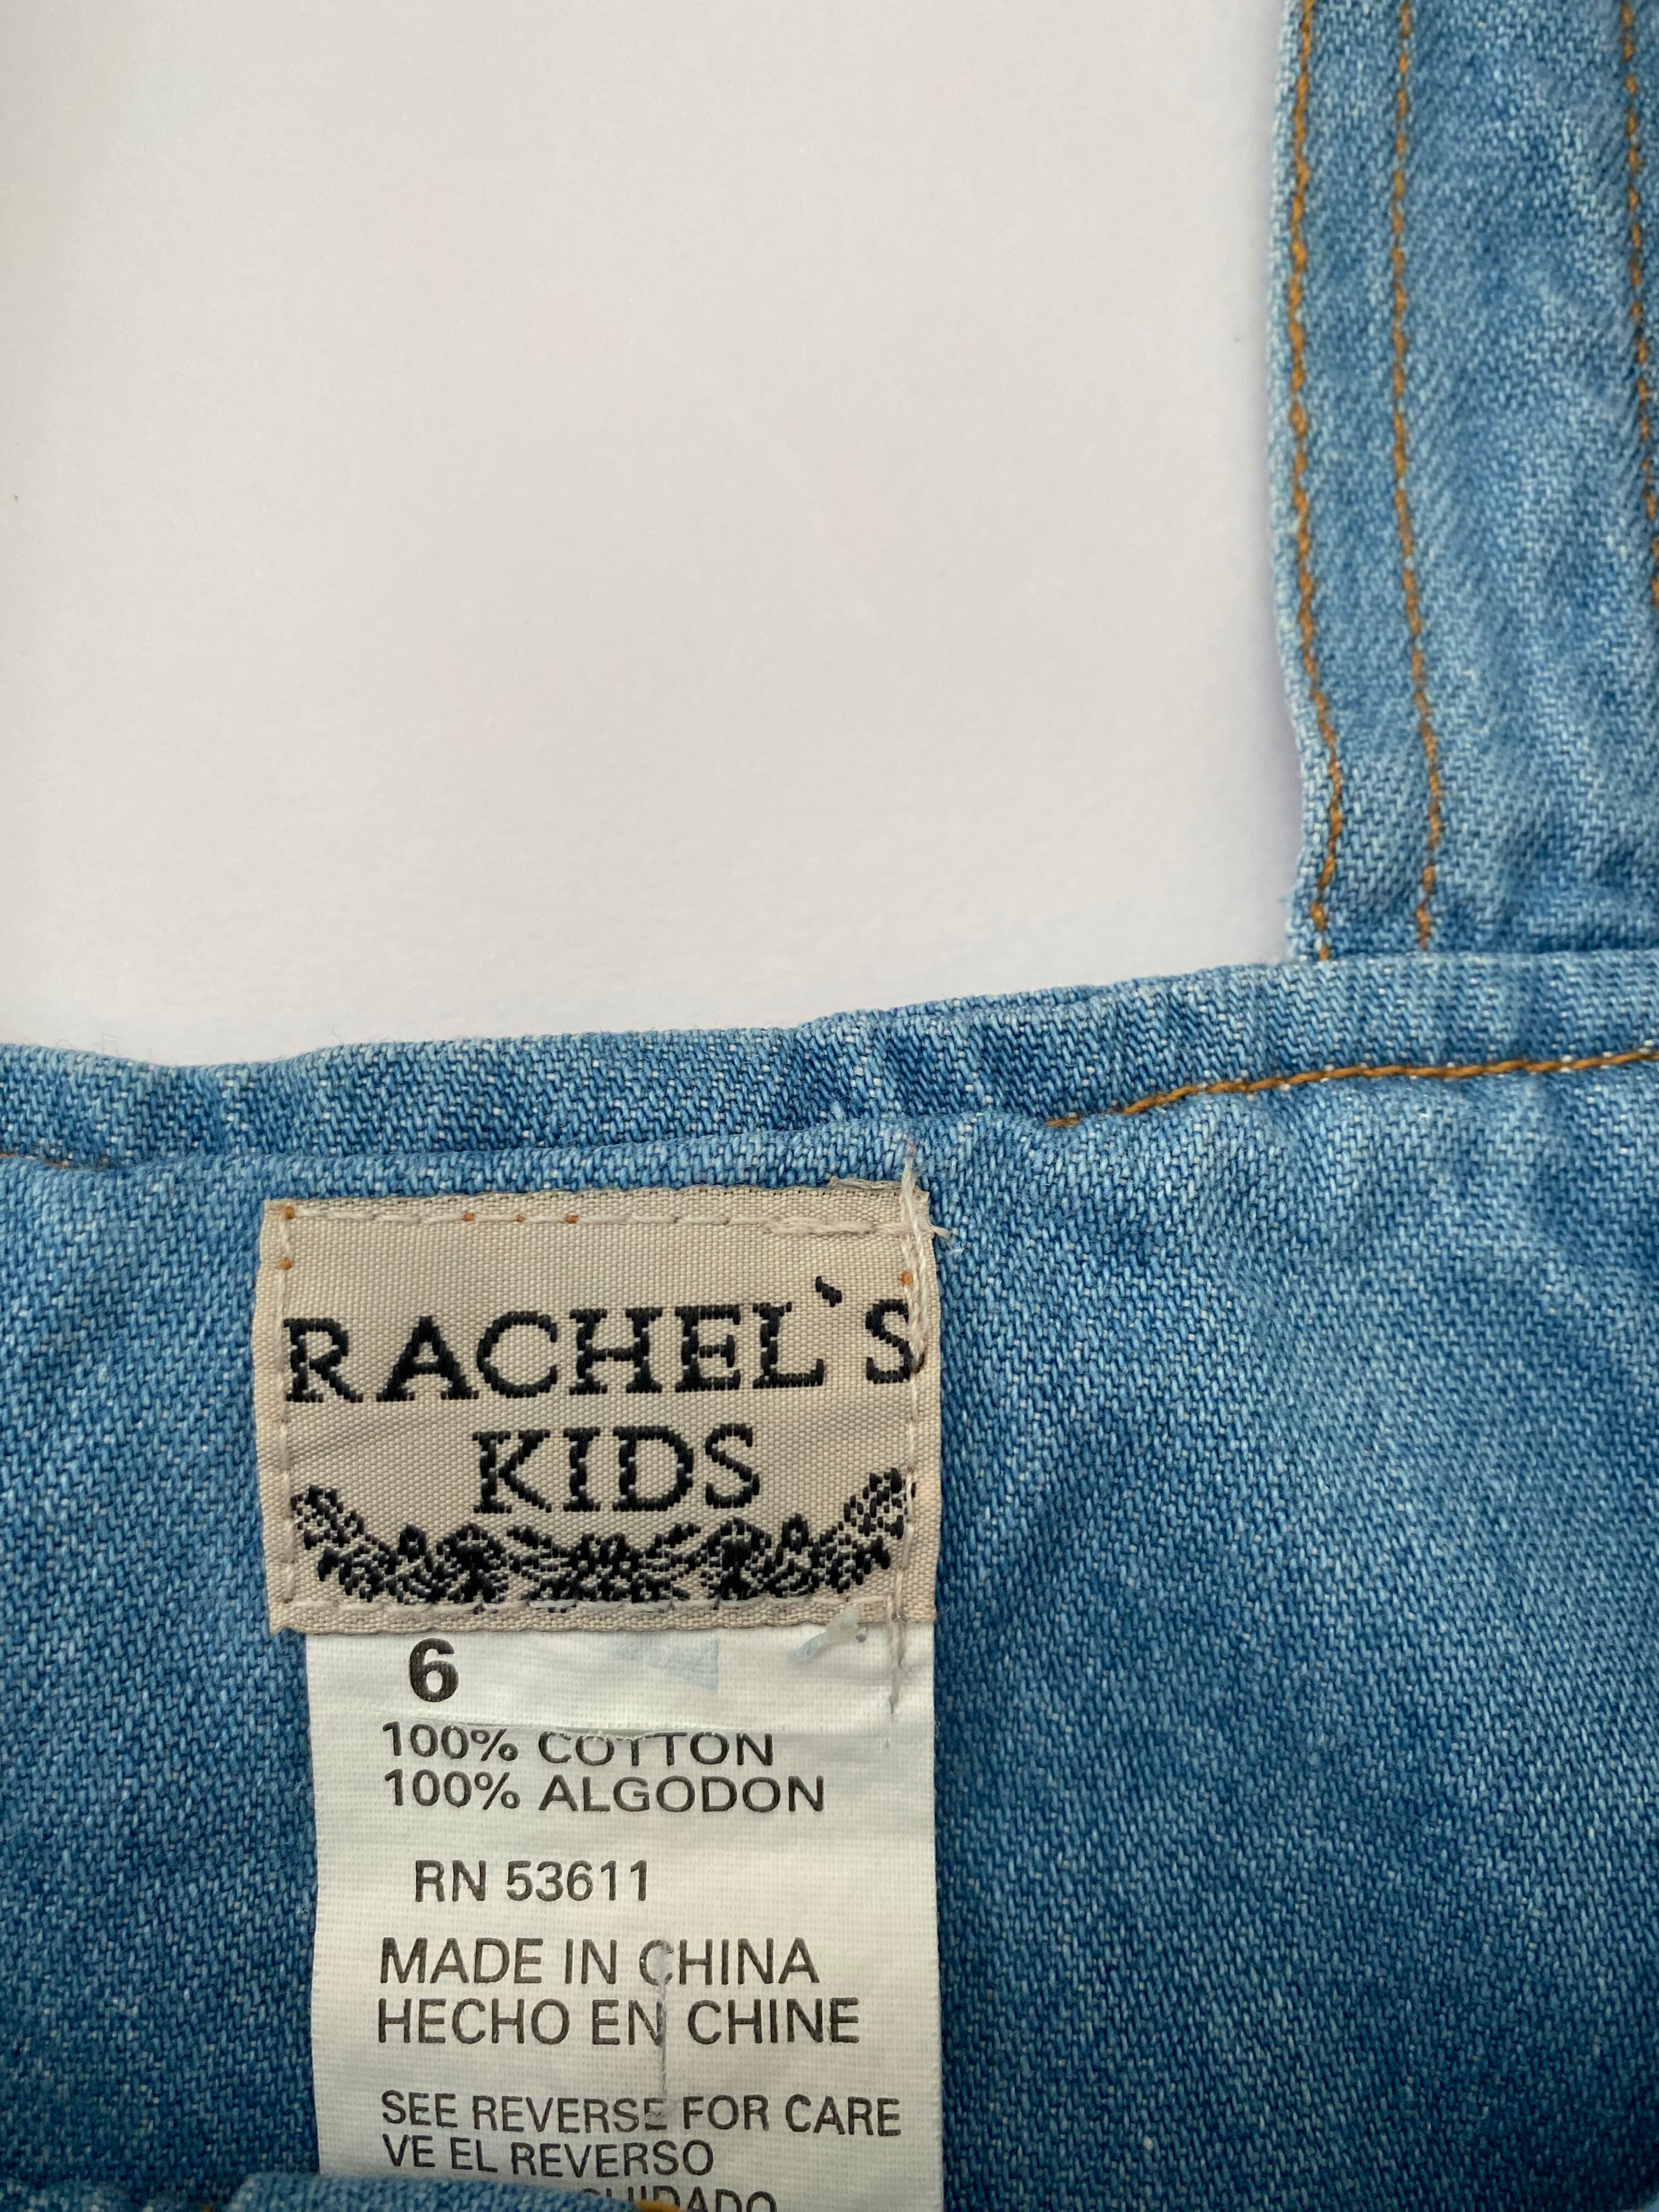 RACHEL`S
KIDS
6
100% COTTON
100% ALGODON
RN 53611
MADE IN CHINA
HECHO EN CHINE
SEE REVERSE FOR CARE
VE EL REVERSO